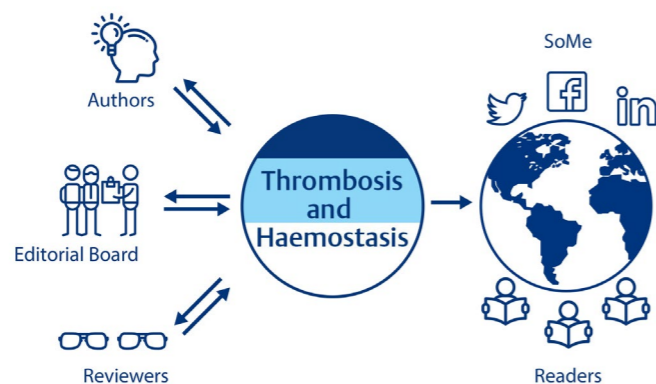 SoMe
Authors
Thrombosis
and
Haemostasis
Editorial Board
Reviewers
Readers